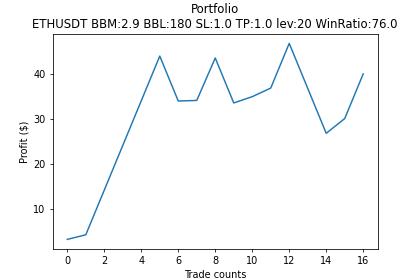 Portfolio
ETHUSDT BBM:2.9 BBL:180 SL:1.0 TP:1.0 lev:20 WinRatio:76.0
40
30
20
10
Profit ($)
0 2 4 6 8 10 12 14 16
Trade counts